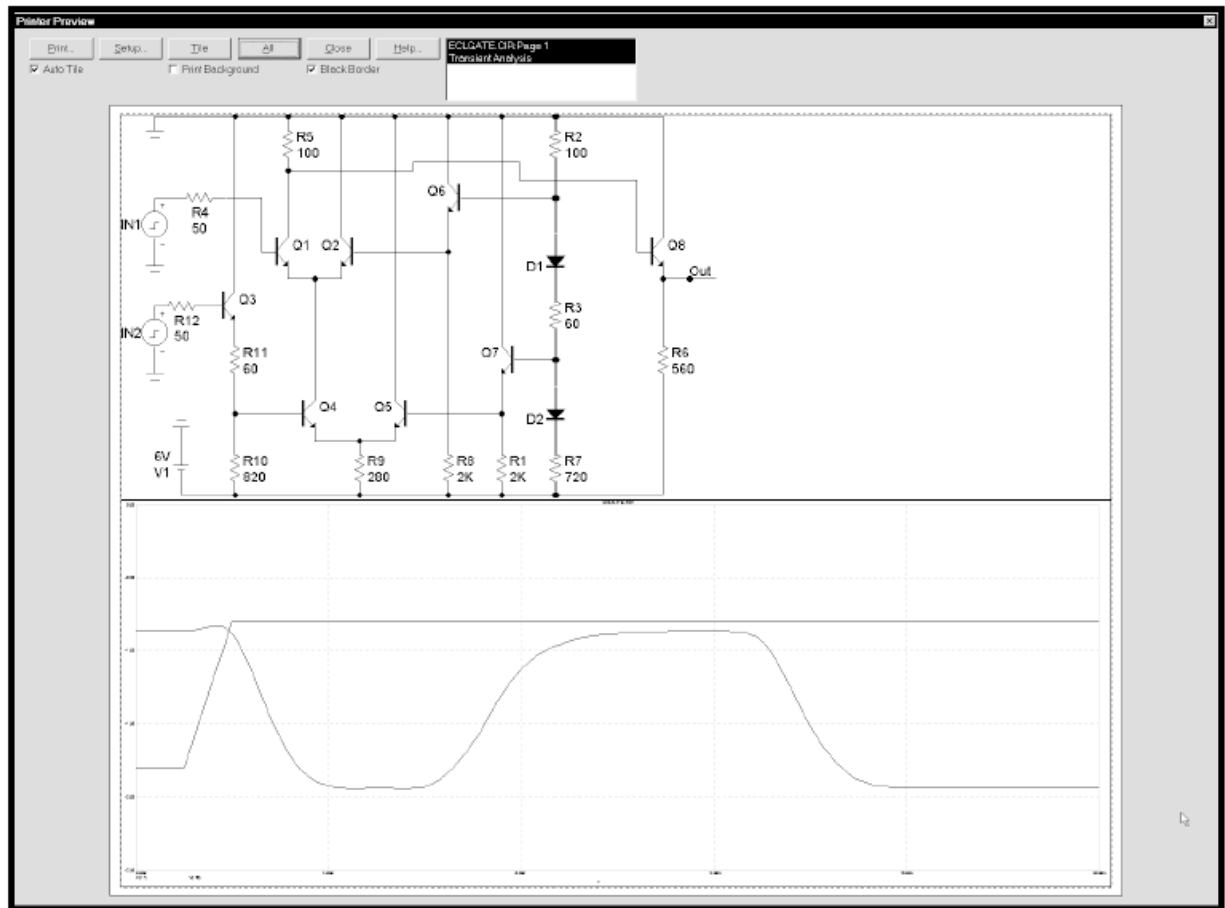 Printer Preview
Print.. Setup.. Tile All Close Help..
ECLGATE.CIR:Page 1
Transient Analysis
Auto Tile Print Background Black Border
R5
100
R2
100
Q6
R4
50
IN1
Q1 Q2
Q8
D1
Out
Q3
R3
60
R12
50
IN2
R11
60
Q7
R6
560
Q4 Q5
D2
6V
V1
R10
820
R9
280
R8
2K
R1
2K
R7
720